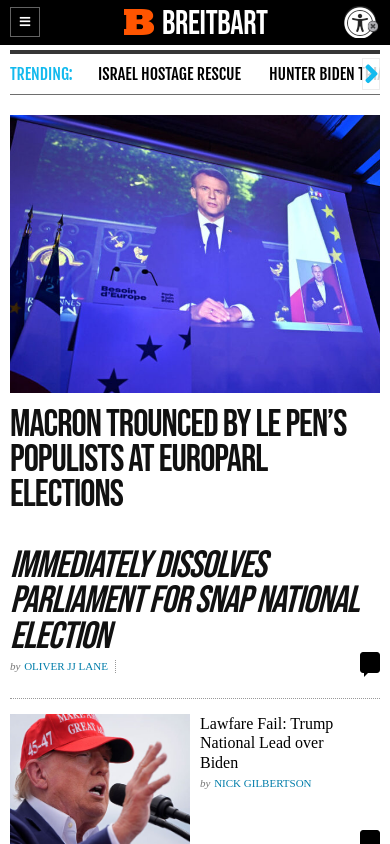 B BREITBART
TRENDING: ISRAEL HOSTAGE RESCUE HUNTER BIDEN
Besoin
d'Europe
MACRON TROUNCED BY LE PEN'S
POPULISTS AT EUROPARL
ELECTIONS
IMMEDIATELY DISSOLVES
PARLIAMENT FOR SNAP NATIONAL
ELECTION
by OLIVER JJ LANE
45-47
Lawfare Fail: Trump
National Lead over
Biden
by NICK GILBERTSON